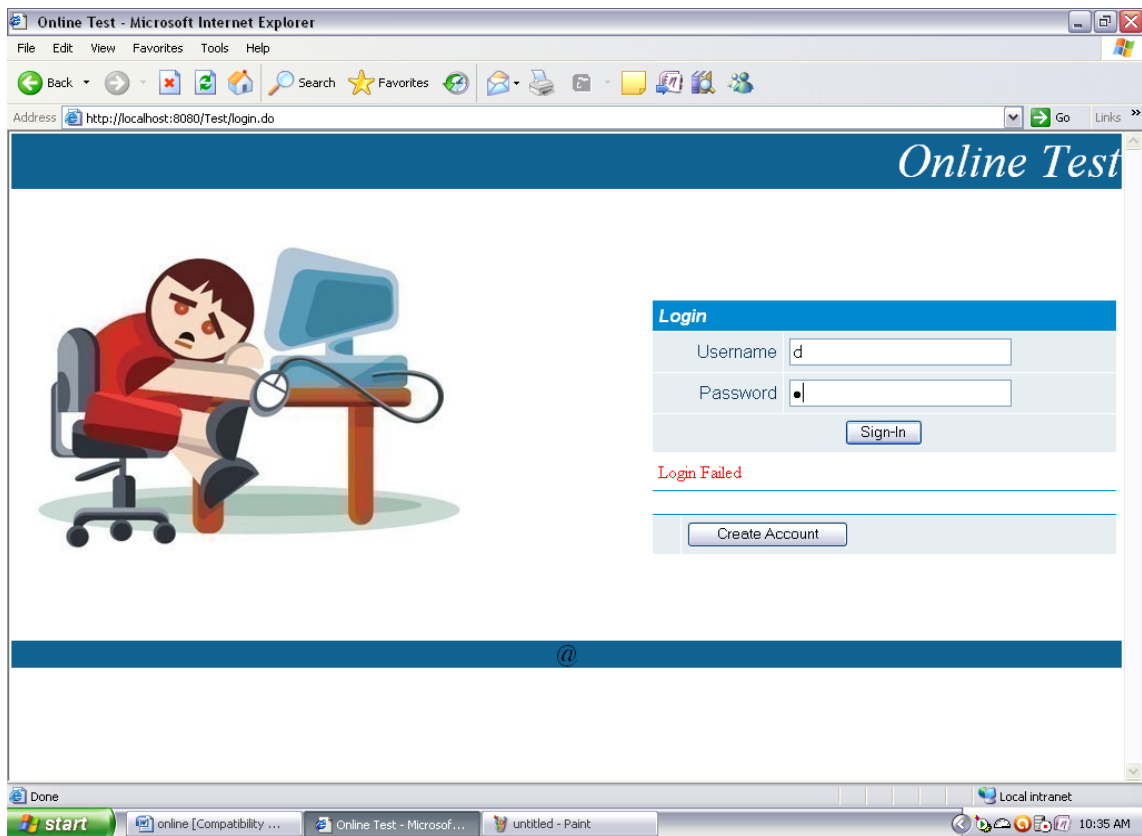 Online Test - Microsoft Internet Explorer
File Edit View Favorites Tools Help
Back Search Favorites
Address http://localhost:8080/Test/login.do Go Links »
Online Test
Login
Username d
Password ●
Sign-In
Login Failed
Create Account
@
Done Local intranet
start online [Compatibility ... Online Test - Microsof... untitled - Paint 10:35 AM